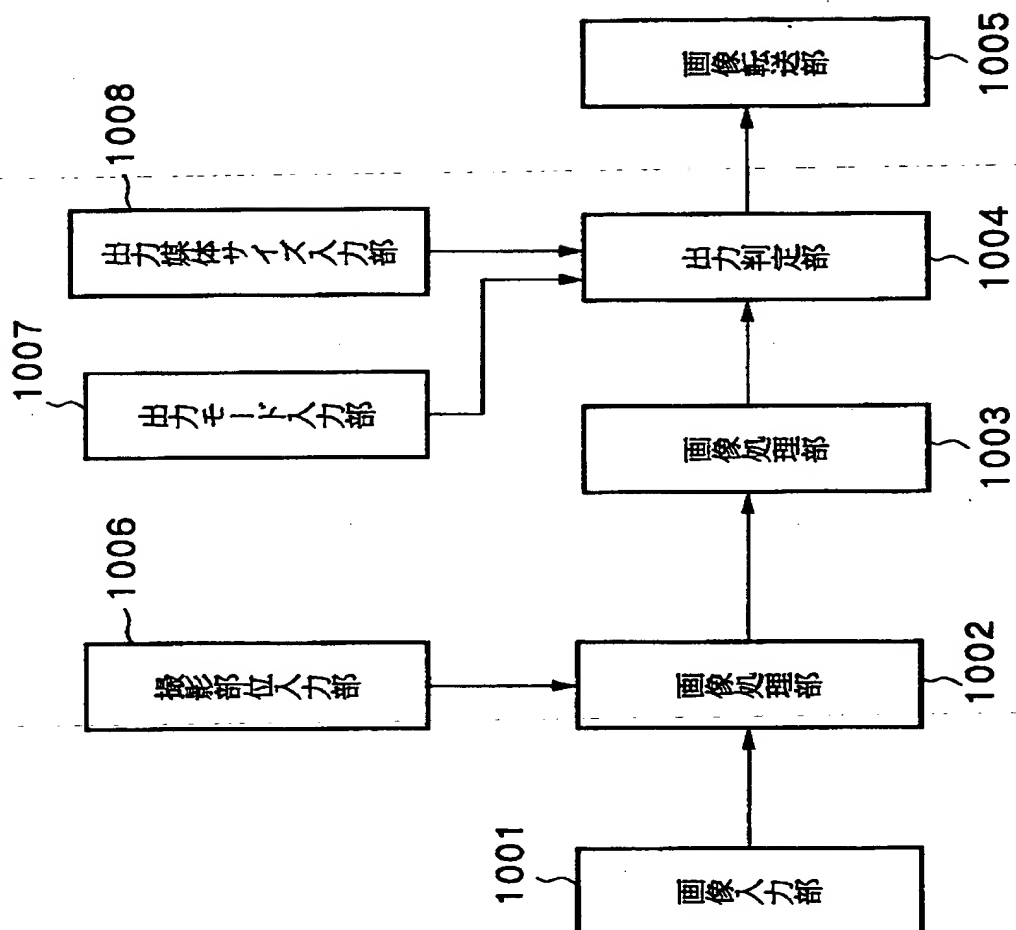 1008
出力媒体サイズ入力部
1007
出力モード入力部
1006
撮影部位入力部
画像転送部
1005
出力判定部
1004
画像処理部
1003
画像処理部
1002
1001
画像入力部